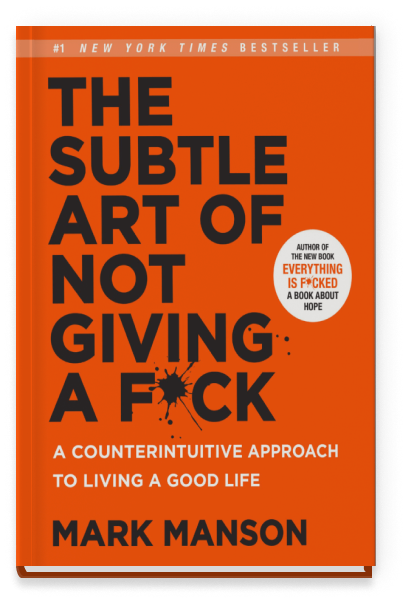 #1 NEW YORK TIMES BESTSELLER
THE
SUBTLE
ART OF
NOT
GIVING
A F*CK
AUTHOR OF
THE NEW BOOK
EVERYTHING
IS F*CKED
A BOOK ABOUT
HOPE
A COUNTERINTUITIVE APPROACH
TO LIVING A GOOD LIFE
MARK MANSON